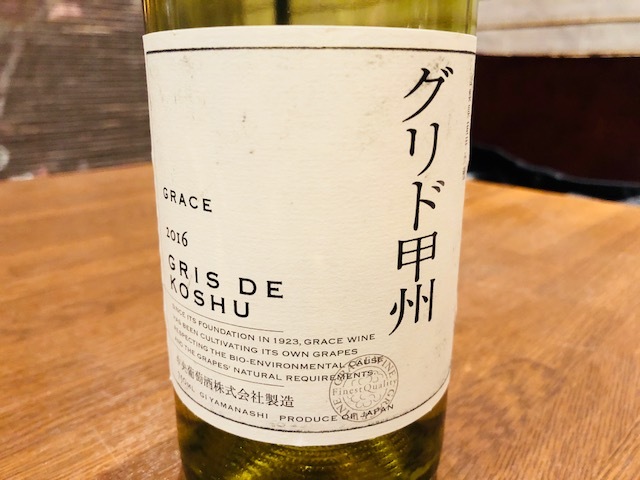 グリド甲州
GRACE
2016
GRIS DE
KOSHU
SINCE ITS FOUNDATION IN 1923, GRACE WINE
HAS BEEN CULTIVATING ITS OWN GRAPES
RESPECTING THE BIO-ENVIRONMENTAL CAUSE
AND THE GRAPES' NATURAL REQUIREMENTS.
中央葡萄酒株式会社製造
GI YAMANASHI PRODUCE OF JAPAN
GRACE WINE
Finest Quality